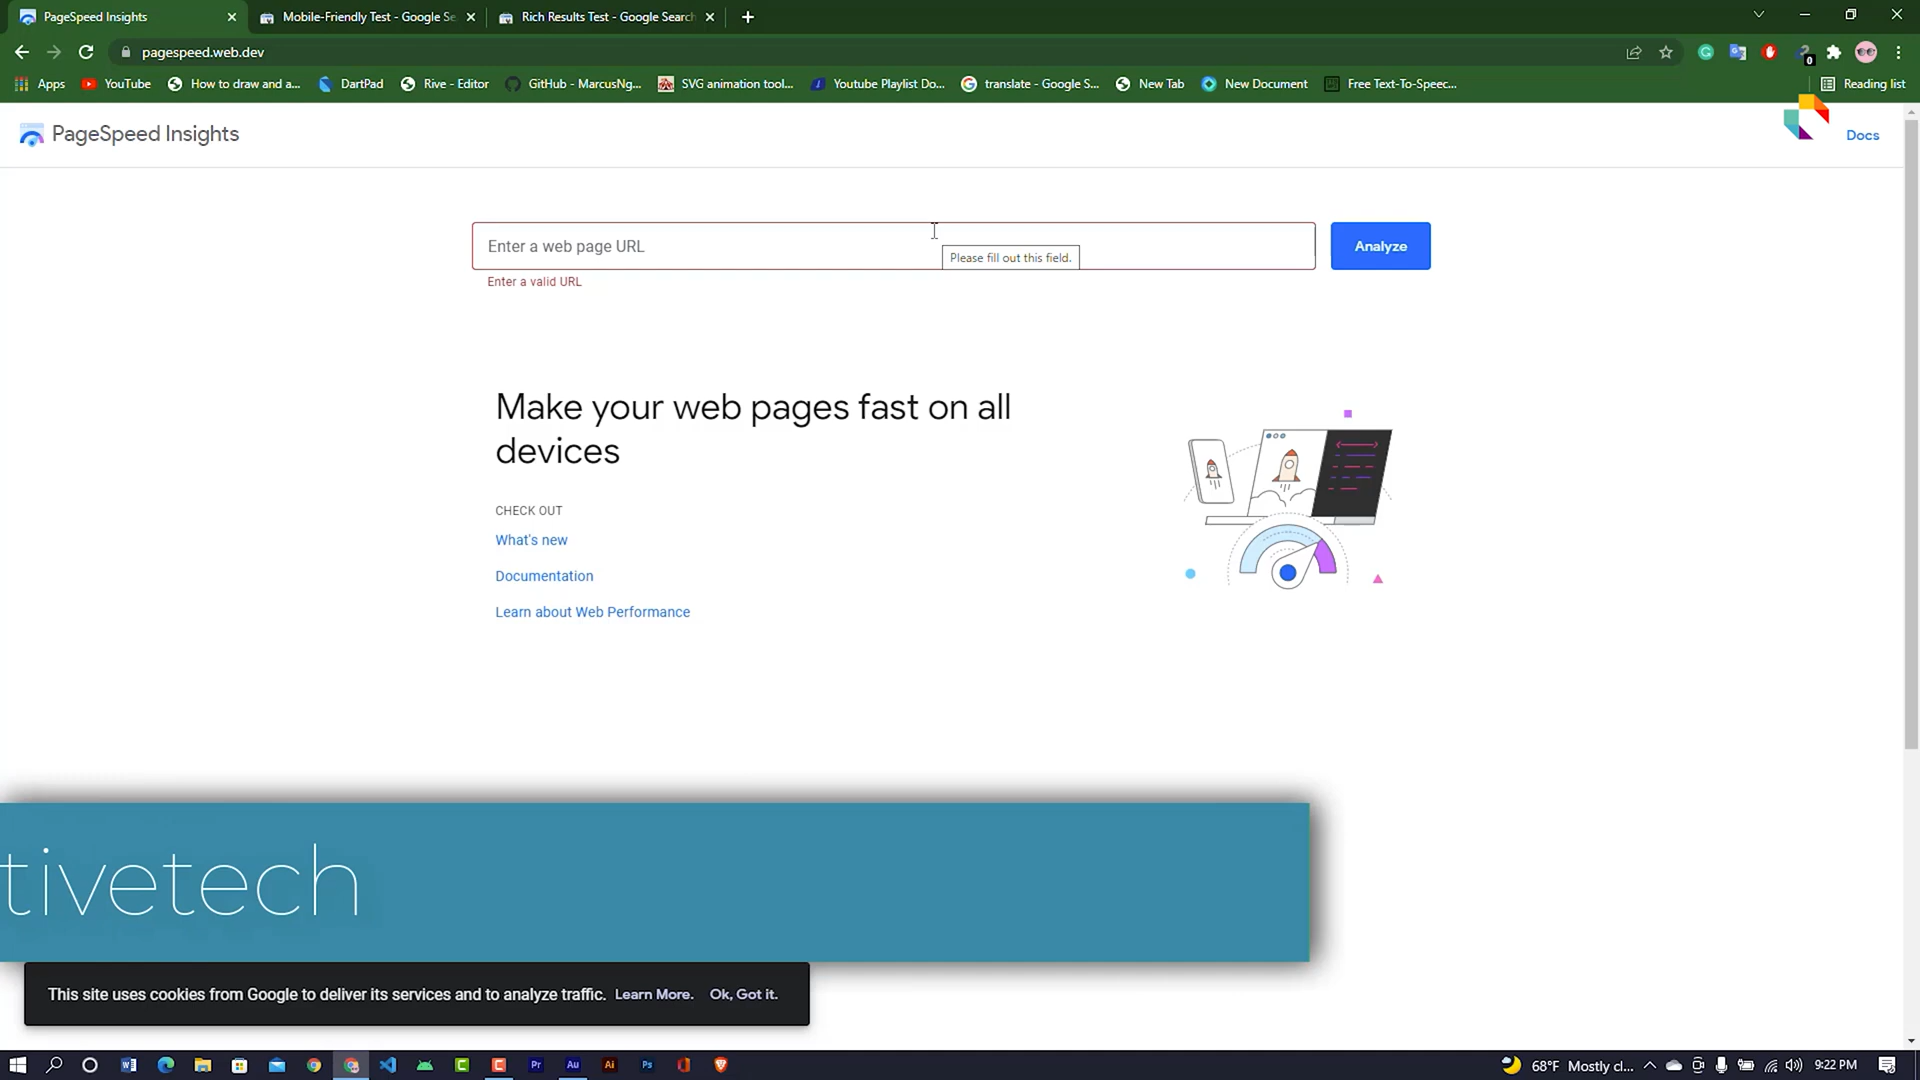 PageSpeed Insights
Mobile-Friendly Test - Google Se
Rich Results Test - Google Search
pagespeed.web.dev
0
Apps
YouTube
How to draw and a...
DartPad
Rive - Editor
GitHub - MarcusNg...
SVG animation tool...
Youtube Playlist Do...
translate - Google S...
New Tab
New Document
Free Text-To-Speec...
Reading list
PageSpeed Insights
Docs
Enter a web page URL
Please fill out this field.
Analyze
Enter a valid URL
Make your web pages fast on all
devices
CHECK OUT
What's new
Documentation
Learn about Web Performance
tivetech
This site uses cookies from Google to deliver its services and to analyze traffic. Learn More. Ok, Got it.
Pr
Au
Ai
Ps
68°F Mostly cl...
9:22 PM